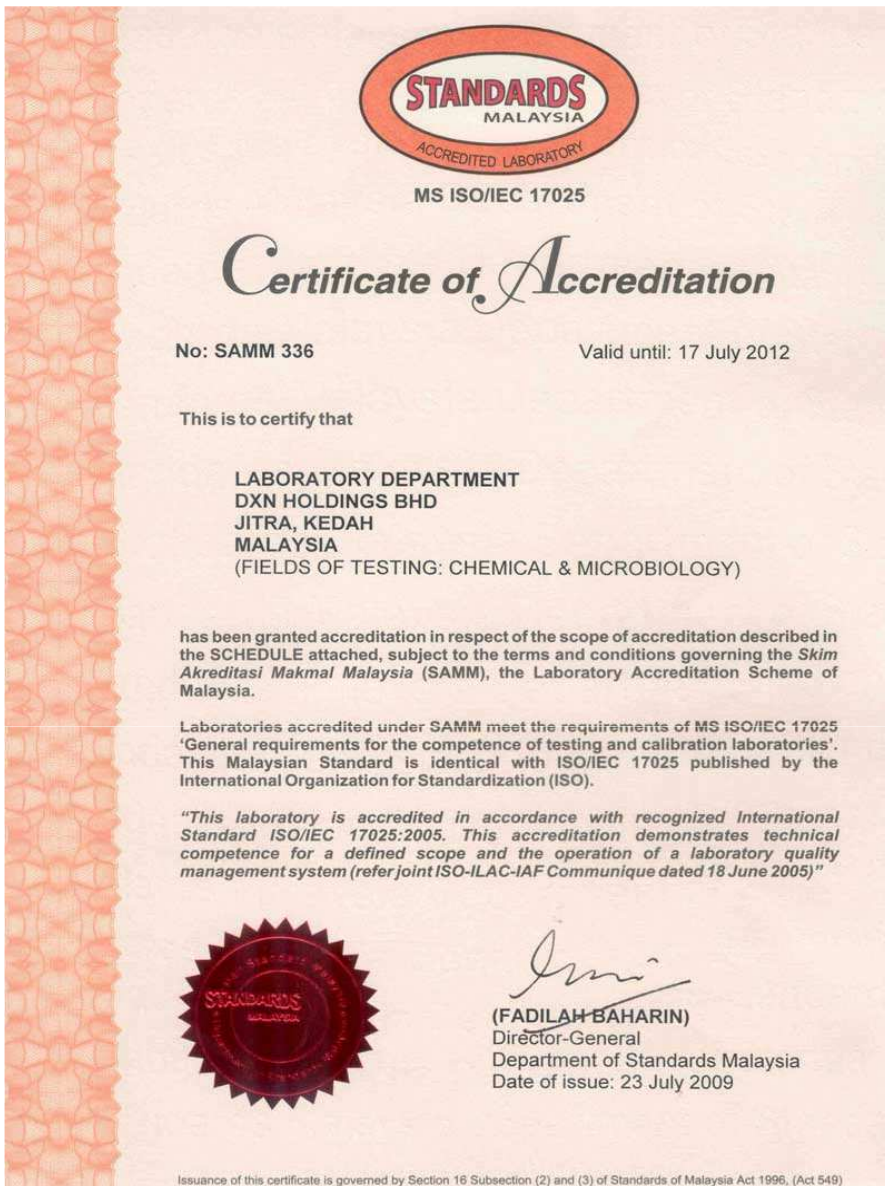 STANDARDS
MALAYSIA
ACCREDITED LABORATORY
MS ISO/IEC 17025
Certificate of Accreditation
No: SAMM 336
Valid until: 17 July 2012
This is to certify that
LABORATORY DEPARTMENT
DXN HOLDINGS BHD
JITRA, KEDAH
MALAYSIA
(FIELDS OF TESTING: CHEMICAL & MICROBIOLOGY)
has been granted accreditation in respect of the scope of accreditation described in
the SCHEDULE attached, subject to the terms and conditions governing the Skim
Akreditasi Makmal Malaysia (SAMM), the Laboratory Accreditation Scheme of
Malaysia.
Laboratories accredited under SAMM meet the requirements of MS ISO/IEC 17025
‘General requirements for the competence of testing and calibration laboratories’.
This Malaysian Standard is identical with ISO/IEC 17025 published by the
International Organization for Standardization (ISO).
“This laboratory is accredited in accordance with recognized International
Standard ISO/IEC 17025:2005. This accreditation demonstrates technical
competence for a defined scope and the operation of a laboratory quality
management system (refer joint ISO-ILAC-IAF Communique dated 18 June 2005)”
STANDARDS
MALAYSIA
(FADILAH BAHARIN)
Director-General
Department of Standards Malaysia
Date of issue: 23 July 2009
Issuance of this certificate is governed by Section 16 Subsection (2) and (3) of Standards of Malaysia Act 1996, (Act 549)